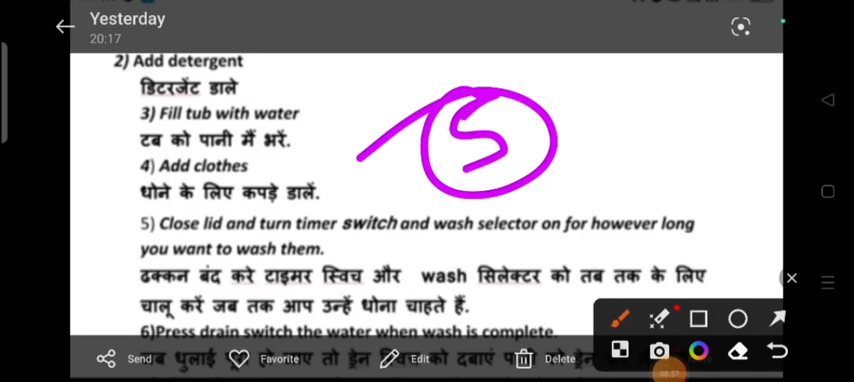 Yesterday
20:17
2) Add detergent
डिटरजेंट डाले
3) Fill tub with water
टब को पानी मैं भरें.
4) Add clothes
धोने के लिए कपड़े डालें.
5
5) Close lid and turn timer switch and wash selector on for however long
you want to wash them.
ढक्कन बंद करे टाइमर स्विच और wash सिलेक्टर को तब तक के लिए
चालू करें जब तक आप उन्हें धोना चाहते हैं.
6)Press drain switch the water when wash is complete.
Send Favorite Edit Delete
08:57